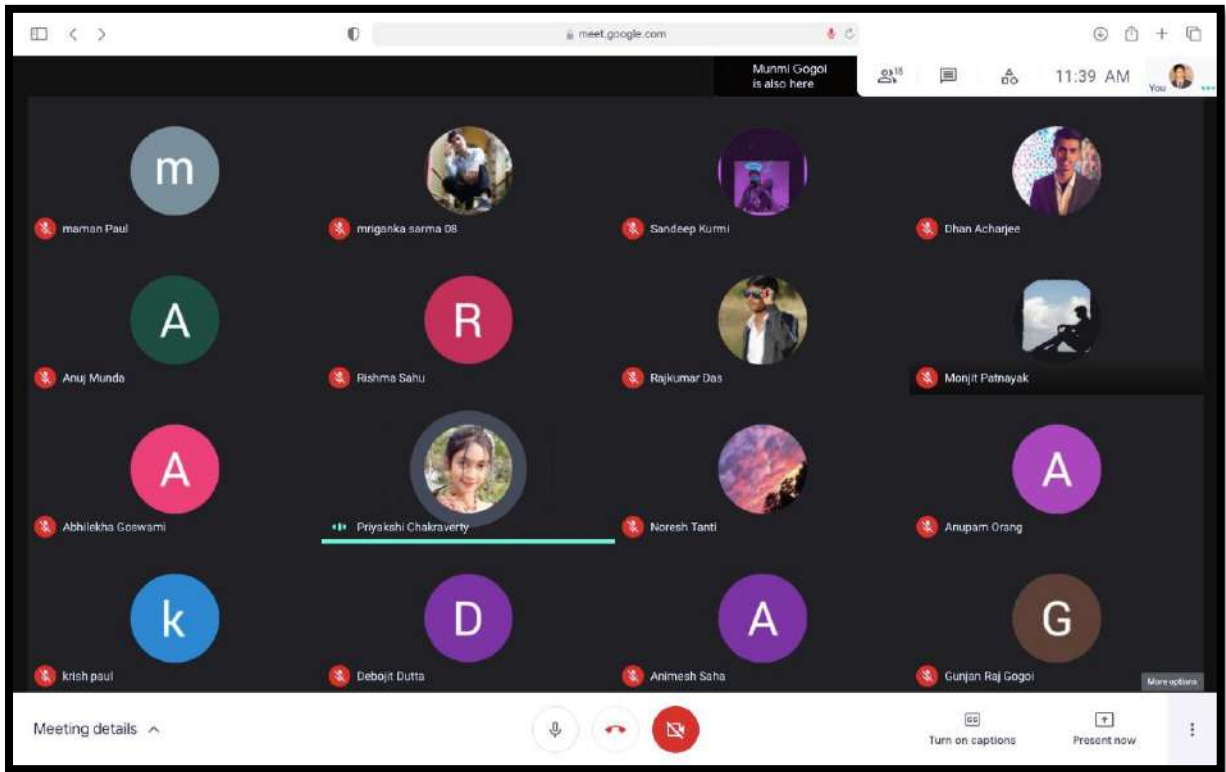 meet.google.com
Munmi Gogoi
is also here
18
11:39 AM
You
m
maman Paul
mriganka sarma 08
Sandeep Kurmi
Dhan Acharjee
A
Anuj Munda
R
Rishma Sahu
Rajkumar Das
Monjit Patnayak
A
Abhilekha Goswami
Priyakshi Chakraverty
Noresh Tanti
A
Anupam Orang
k
krish paul
D
Debojit Dutta
A
Animesh Saha
G
Gunjan Raj Gogoi
More options
Meeting details
CC
Turn on captions
Present now